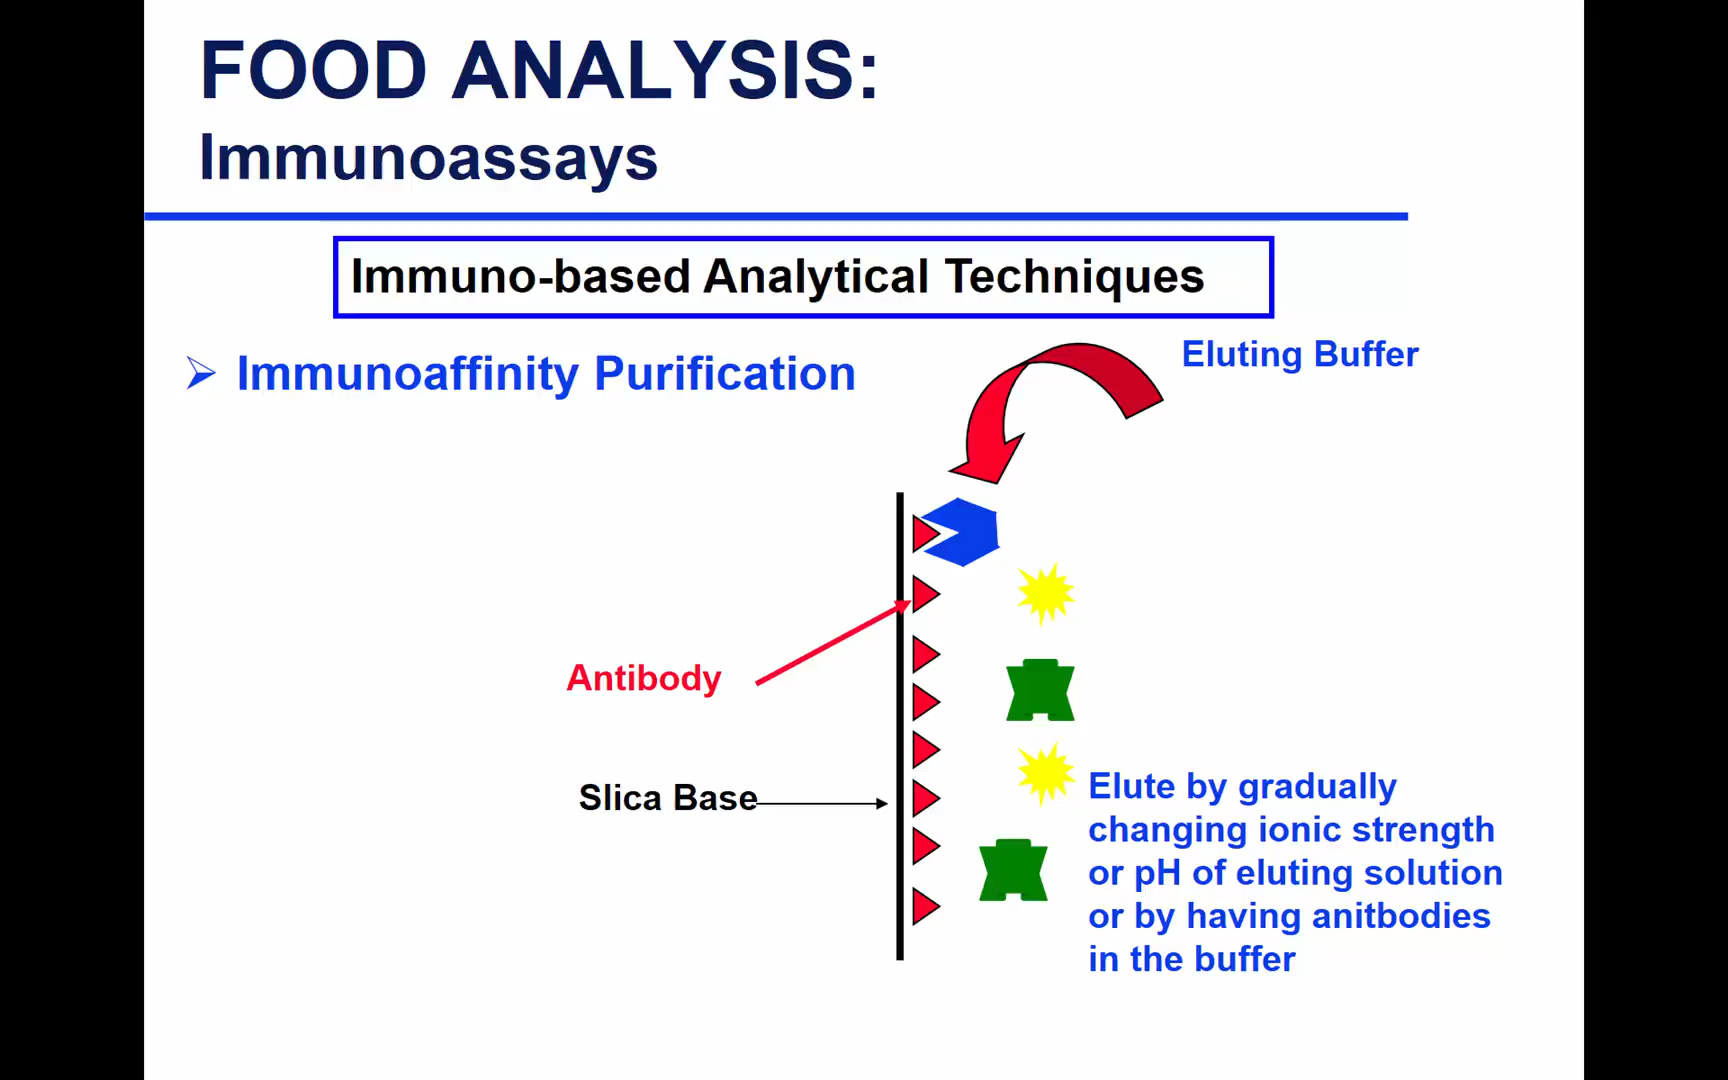 FOOD ANALYSIS:
Immunoassays
Immuno-based Analytical Techniques
Immunoaffinity Purification
Eluting Buffer
Antibody
Slica Base
Elute by gradually
changing ionic strength
or pH of eluting solution
or by having anitbodies
in the buffer